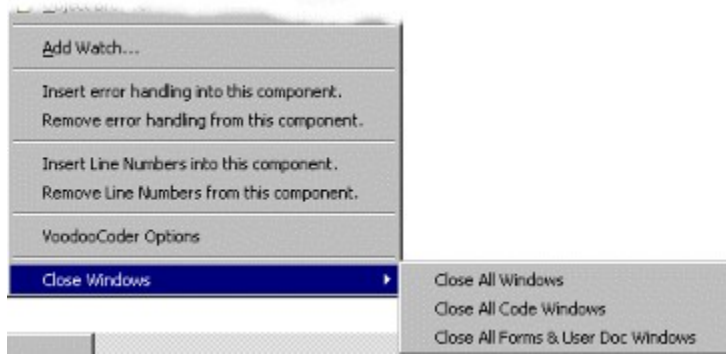 Add Watch...
Insert error handling into this component.
Remove error handling from this component.
Insert Line Numbers into this component.
Remove Line Numbers from this component.
VoodooCoder Options
Close Windows
Close All Windows
Close All Code Windows
Close All Forms & User Doc Windows